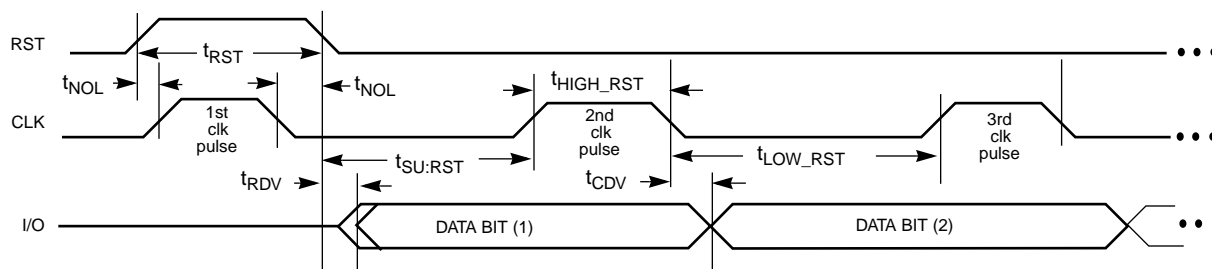 RST
tRST
tNOL
tNOL
tHIGH_RST
CLK
1st
clk
pulse
2nd
clk
pulse
3rd
clk
pulse
tSU:RST
tLOW_RST
tRDV
tCDV
I/O
DATA BIT (1)
DATA BIT (2)